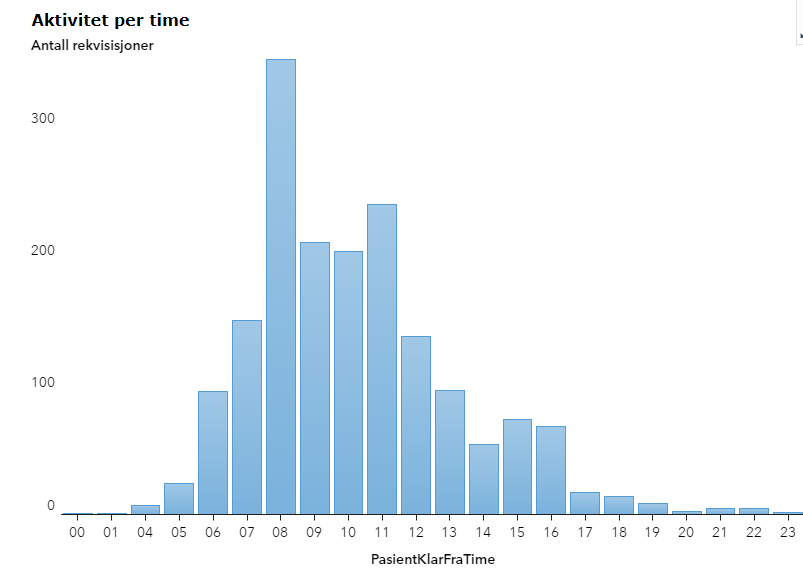 Aktivitet per time
Antall rekvisisjoner
300
200
100
0
00 01 04 05 06 07 08 09 10 11 12 13 14 15 16 17 18 19 20 21 22 23
PasientKlarFraTime